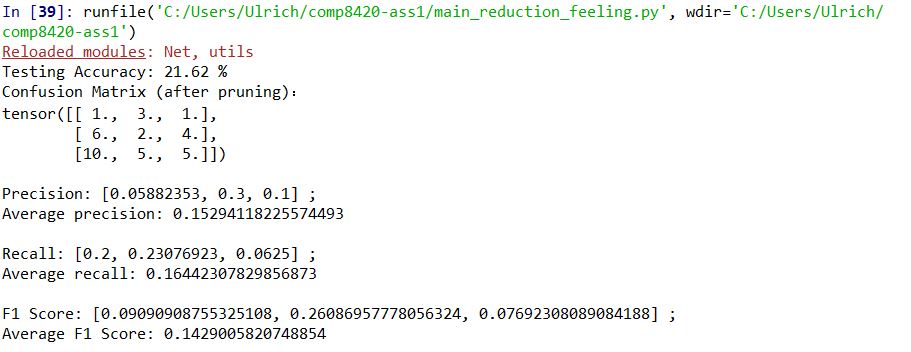 In [39]: runfile('C:/Users/Ulrich/comp8420-ass1/main_reduction_feeling.py', wdir='C:/Users/Ulrich/
comp8420-ass1')
Reloaded modules: Net, utils
Testing Accuracy: 21.62 %
Confusion Matrix (after pruning):
tensor([[ 1.,  3.,  1.],
        [ 6.,  2.,  4.],
        [10.,  5.,  5.]])

Precision: [0.05882353, 0.3, 0.1] ;
Average precision: 0.15294118225574493

Recall: [0.2, 0.23076923, 0.0625] ;
Average recall: 0.16442307829856873

F1 Score: [0.09090908755325108, 0.26086957778056324, 0.07692308089084188] ;
Average F1 Score: 0.1429005820748854